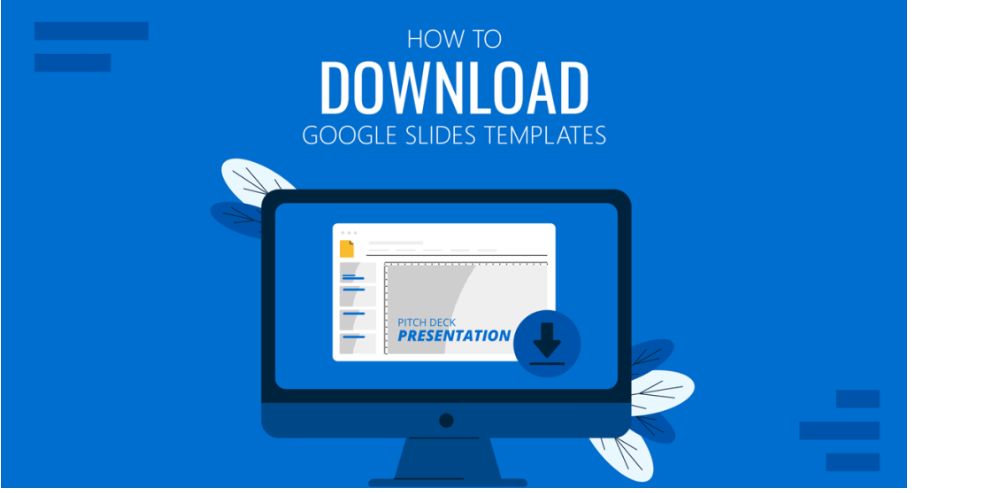 HOW TO
DOWNLOAD
GOOGLE SLIDES TEMPLATES
PITCH DECK
PRESENTATION